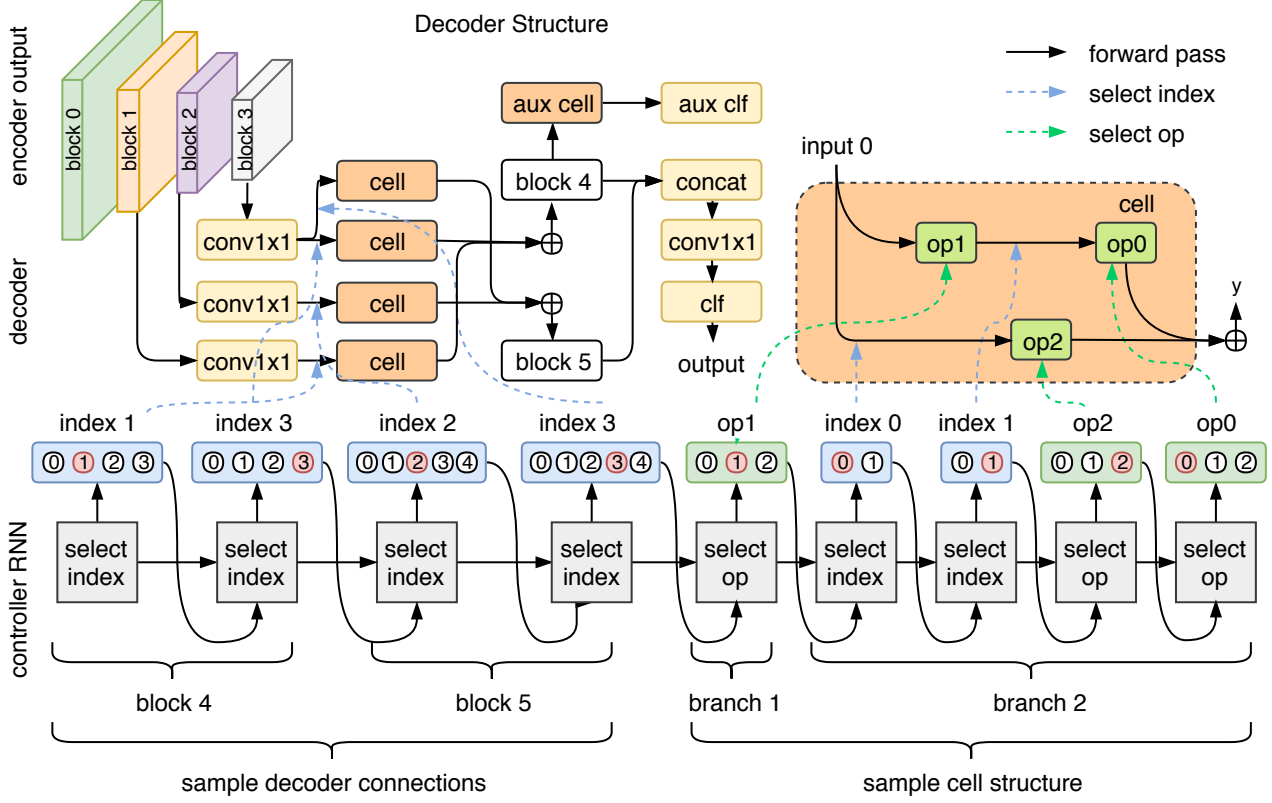 Decoder Structure
encoder output
decoder
controller RNN
block 0
block 1
block 2
block 3
forward pass
select index
select op
aux cell
aux clf
input 0
cell
block 4
concat
cell
conv1x1
cell
conv1x1
op1
op0
conv1x1
cell
clf
y
conv1x1
cell
block 5
output
op2
index 1
index 3
index 2
index 3
op1
index 0
index 1
op2
op0
0 1 2 3
0 1 2 3
0 1 2 3 4
0 1 2 3 4
0 1 2
0 1
0 1
0 1 2
0 1 2
select
index
select
index
select
index
select
index
select
op
select
index
select
index
select
op
select
op
block 4
block 5
branch 1
branch 2
sample decoder connections
sample cell structure